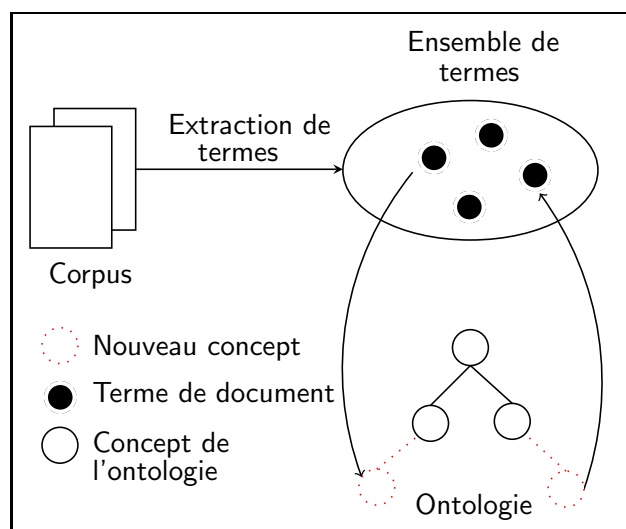 Ensemble de
termes
Extraction de
termes
Corpus
Nouveau concept
Terme de document
Concept de
l'ontologie
Ontologie